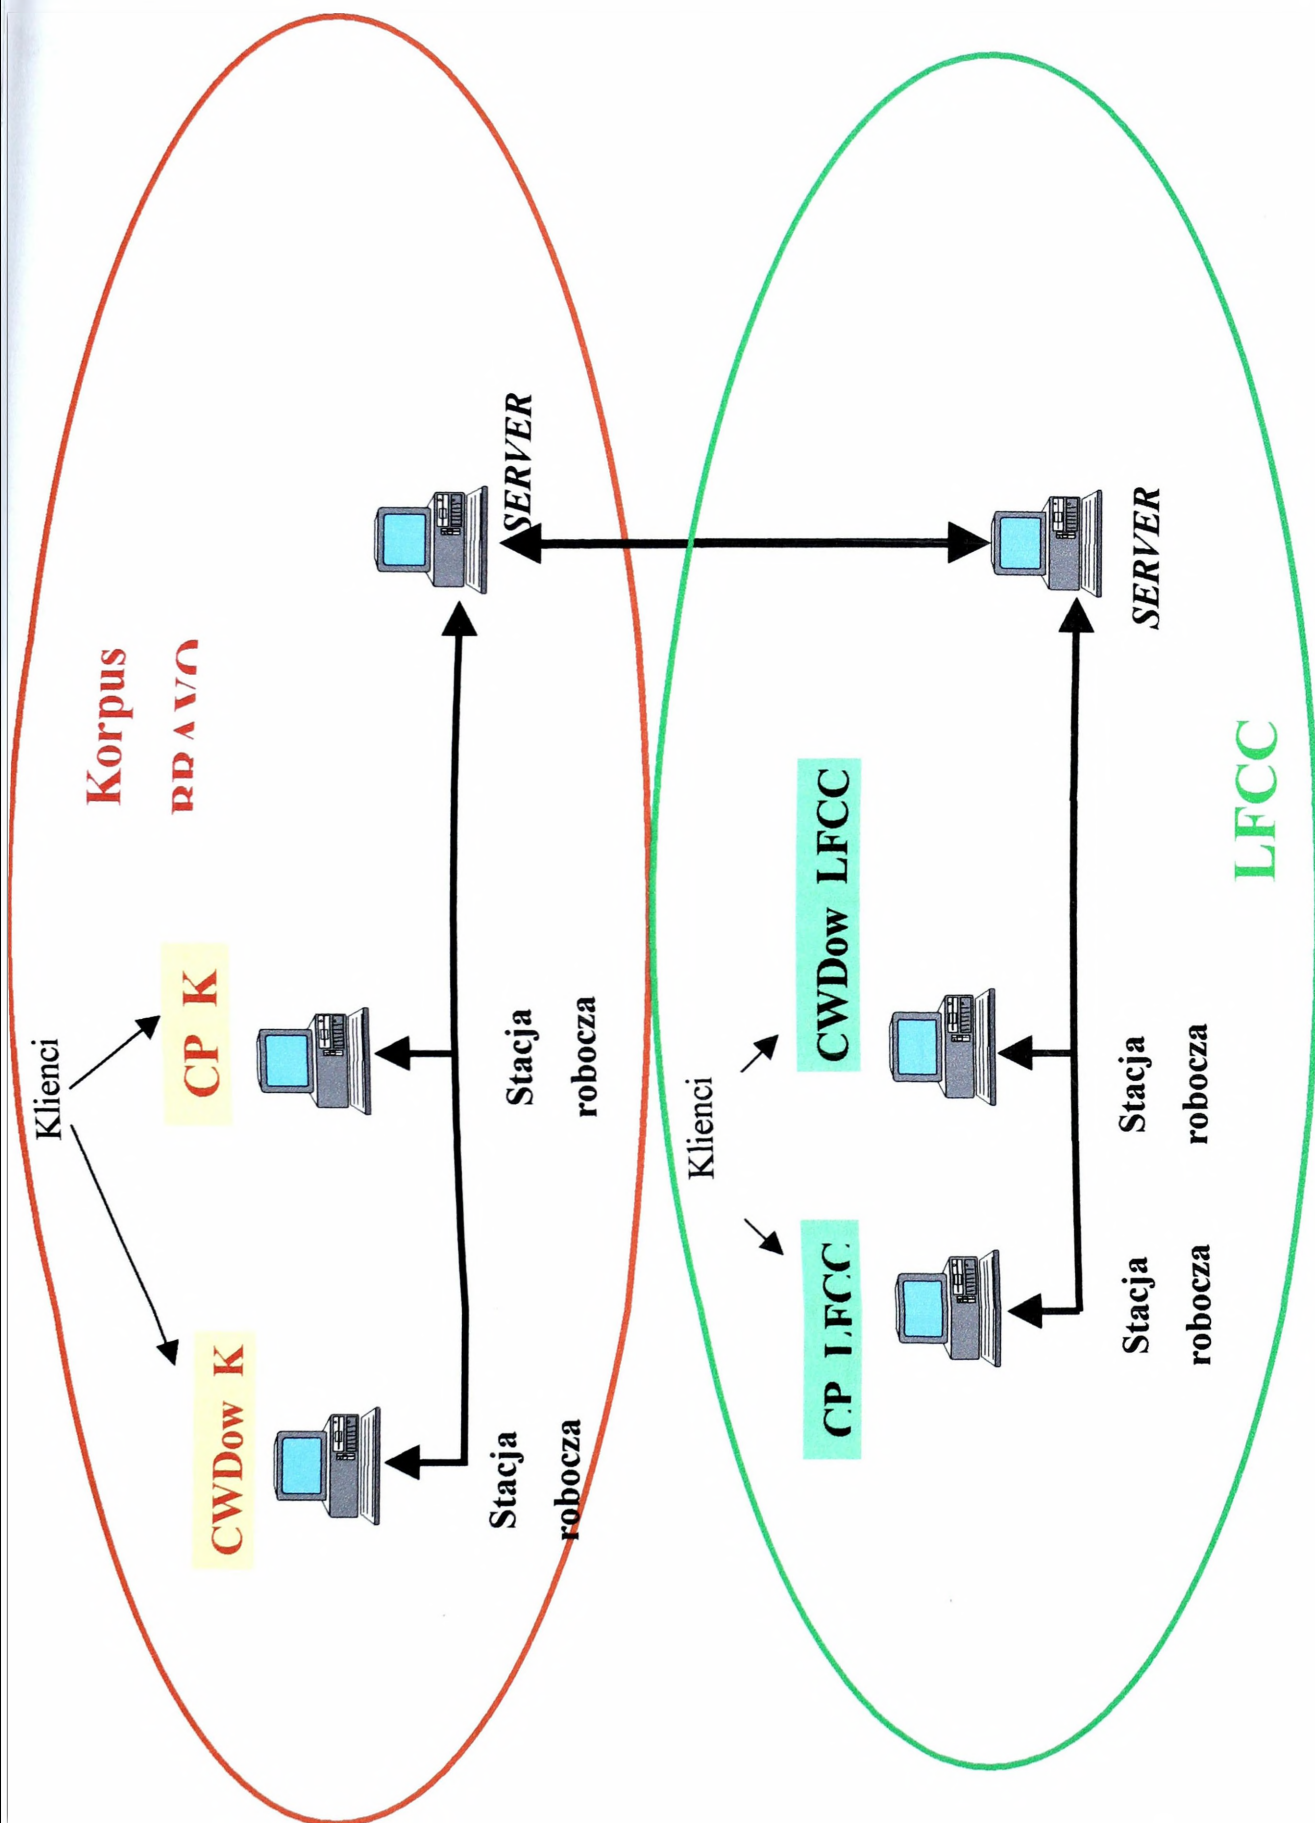 Klienci
Korpus
BRAVO
CWDow K
CP K
SERVER
Stacja
robocza
Stacja
robocza
Klienci
CP LFCC
CWDow LFCC
SERVER
Stacja
robocza
Stacja
robocza
LFCC